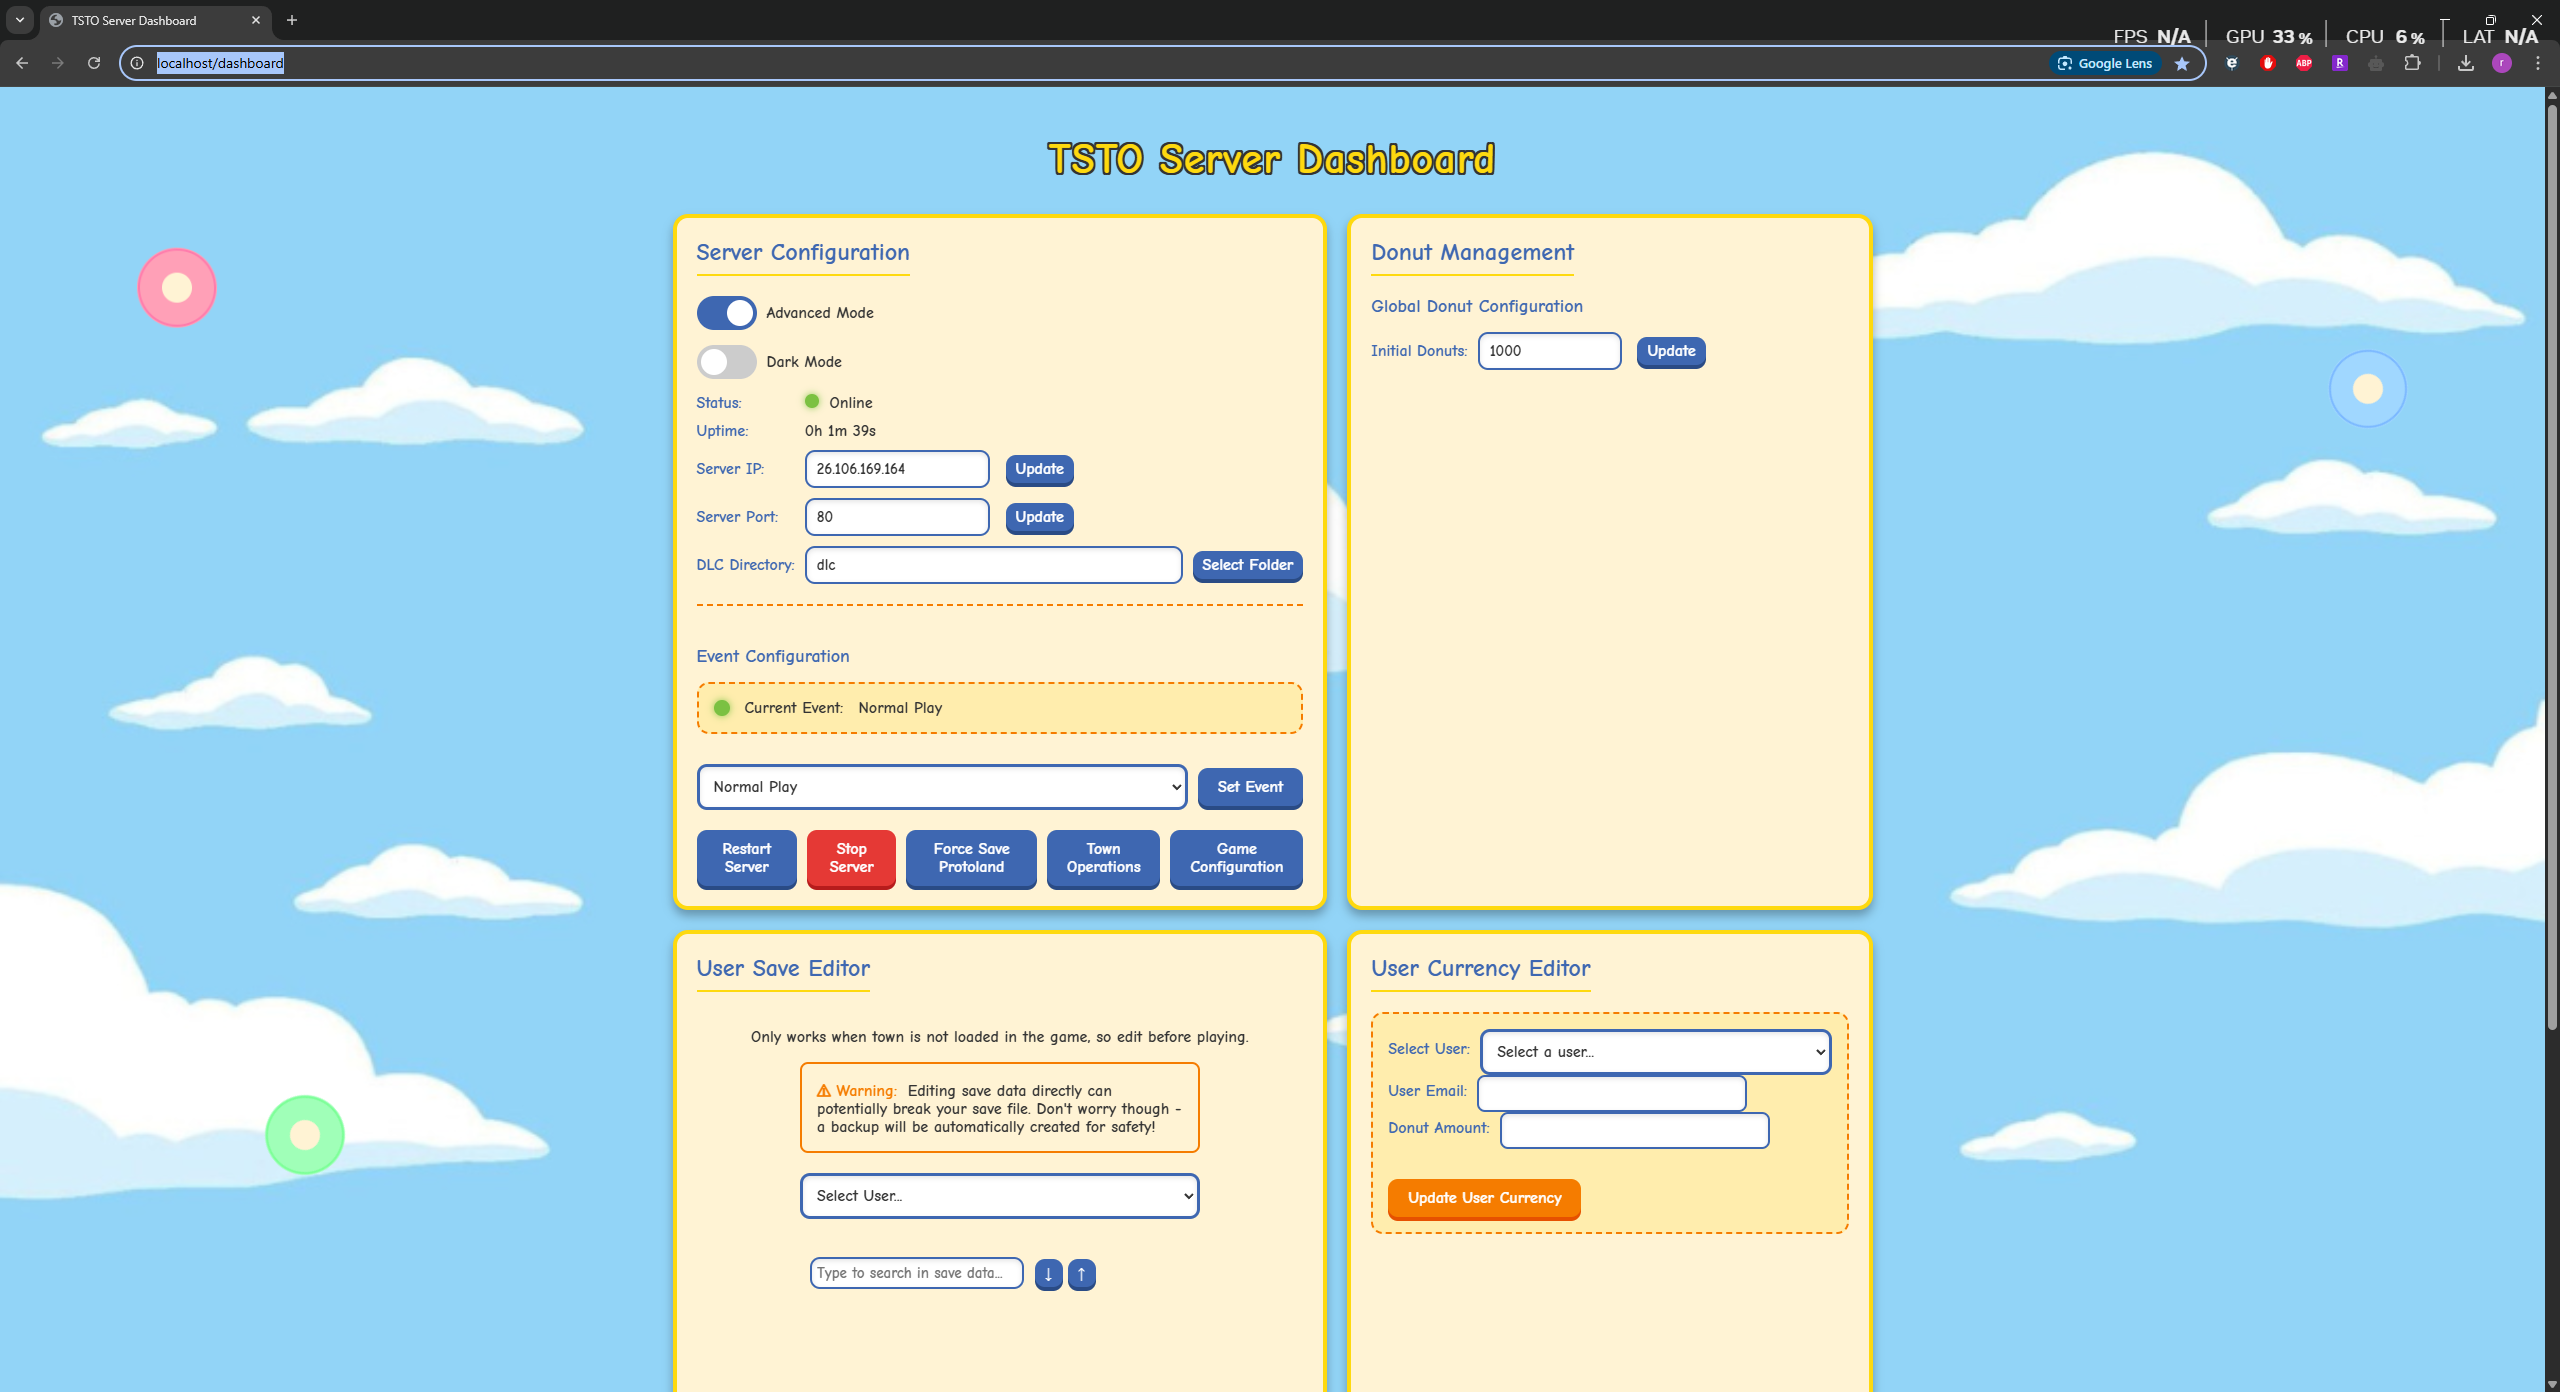 TSTO Server Dashboard
FPS N/A GPU 33 % CPU 6 % LAT N/A
localhost/dashboard
Google Lens
ABP
R
r
TSTO Server Dashboard
Server Configuration
Advanced Mode
Dark Mode
Status: Online
Uptime: 0h 1m 39s
Server IP: 26.106.169.164 Update
Server Port: 80 Update
DLC Directory: dlc Select Folder
Event Configuration
Current Event: Normal Play
Normal Play Set Event
Restart
Server
Stop
Server
Force Save
Protoland
Town
Operations
Game
Configuration
Donut Management
Global Donut Configuration
Initial Donuts: 1000 Update
User Save Editor
Only works when town is not loaded in the game, so edit before playing.
⚠ Warning: Editing save data directly can
potentially break your save file. Don't worry though -
a backup will be automatically created for safety!
Select User...
Type to search in save data... ↓ ↑
User Currency Editor
Select User: Select a user...
User Email:
Donut Amount:
Update User Currency